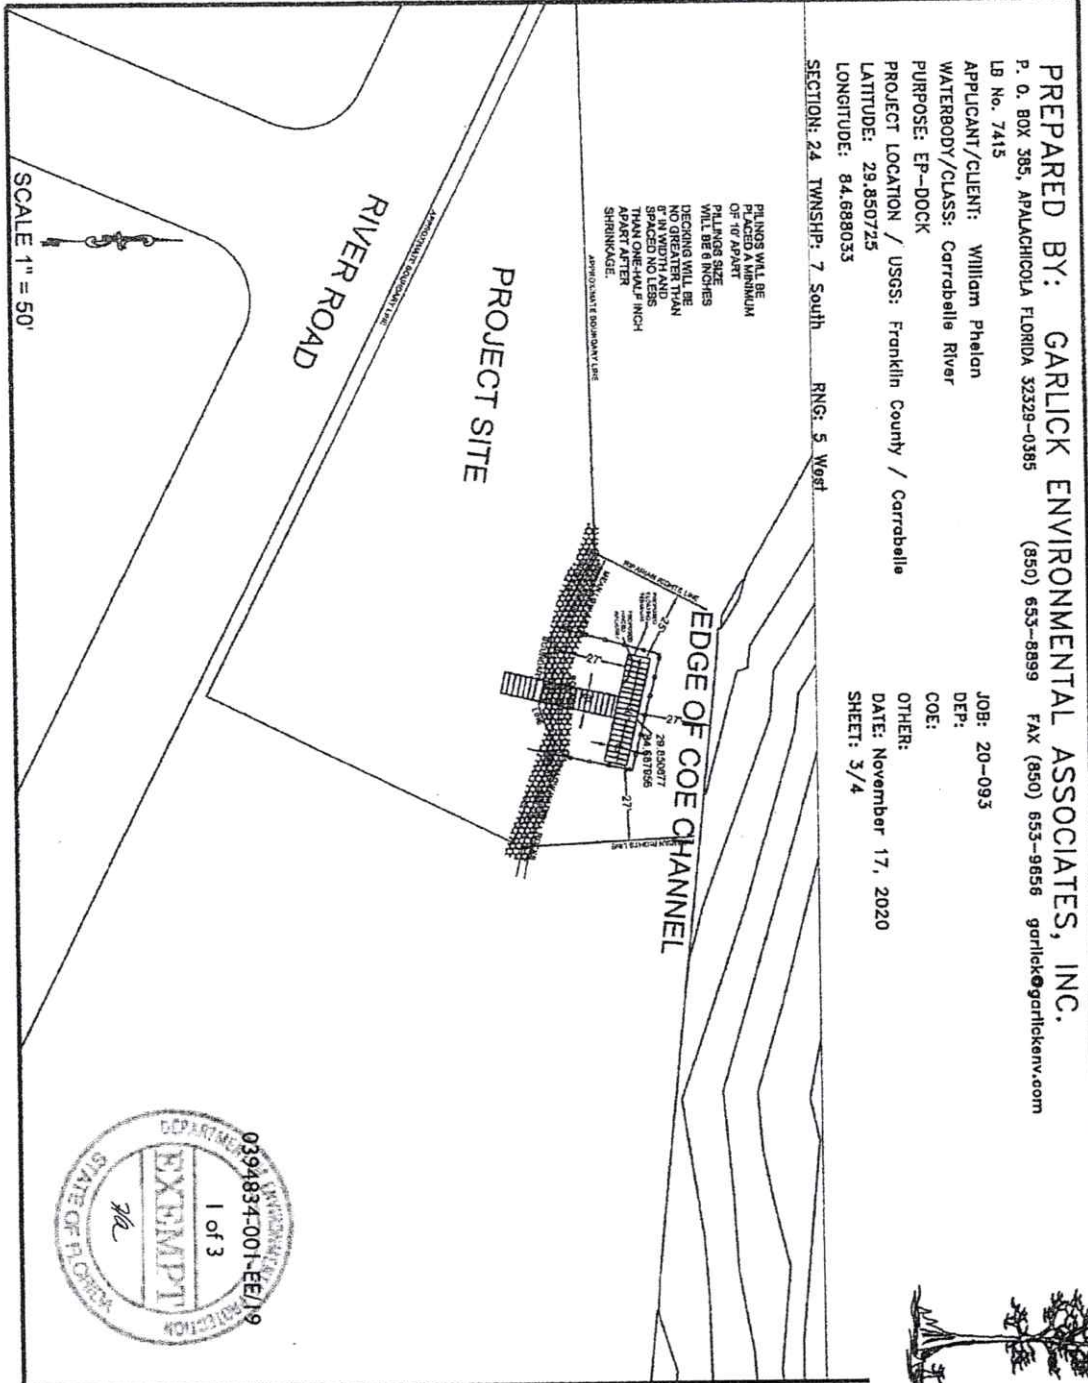 PREPARED BY: GARLICK ENVIRONMENTAL ASSOCIATES, INC.
P. O. BOX 385, APALACHICOLA FLORIDA 32329-0385 (850) 653-8899 FAX (850) 653-9656 garlick@garlickenv.com
LB No. 7415
APPLICANT/CLIENT: William Phelan
WATERBODY/CLASS: Carrabelle River
PURPOSE: EP-DOCK
PROJECT LOCATION / USGS: Franklin County / Carrabelle
LATITUDE: 29.850725
LONGITUDE: 84.688033
SECTION: 24 TWNSHP: 7 South RNG: 5 West
JOB: 20-093
DEP:
COE:
OTHER:
DATE: November 17, 2020
SHEET: 3/4
PILINGS WILL BE
PLACED A MINIMUM
OF 10' APART
PILLINGS SIZE
WILL BE 8 INCHES
DECKING WILL BE
NO GREATER THAN
8" IN WIDTH AND
SPACED NO LESS
THAN ONE-HALF INCH
APART AFTER
SHRINKAGE.
APPROXIMATE BOUNDARY LINE
RIPARIAN RIGHTS LINE
EDGE OF COE CHANNEL
27'
27'
29.850877
84.687956
27'
RIPARIAN RIGHTS LINE
PROJECT SITE
APPROXIMATE BOUNDARY LINE
RIVER ROAD
SCALE 1" = 50'
0394834-001-EE/19
1 of 3
DEPARTMENT ENVIRONMENTAL PROTECTION
EXEMPT
STATE OF FLORIDA